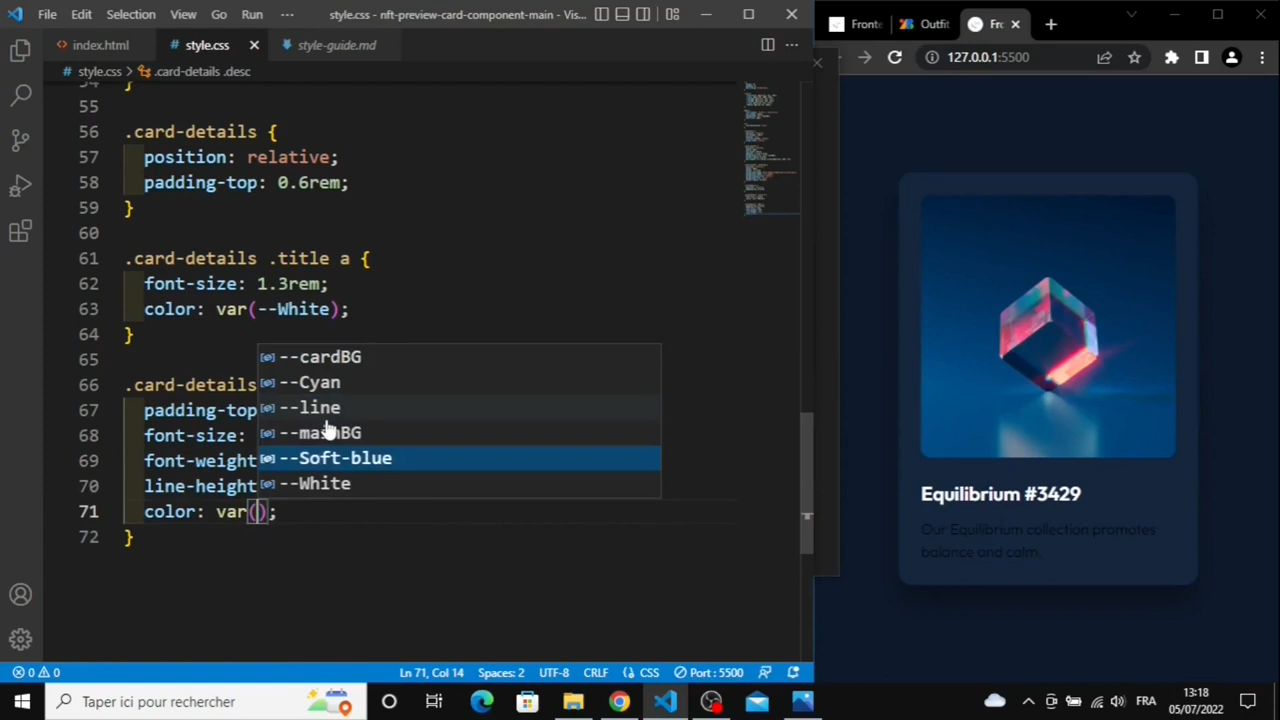 File Edit Selection View Go Run ··· style.css - nft-preview-card-component-main - Vis...
index.html style.css style-guide.md
style.css > .card-details .desc
Fronte Outfit Fro
127.0.0.1:5500
54 }
55
56 .card-details {
57 position: relative;
58 padding-top: 0.6rem;
59 }
60
61 .card-details .title a {
62 font-size: 1.3rem;
63 color: var(--White);
64 }
65
66 .card-details
67 padding-top
68 font-size:
69 font-weight
70 line-height
71 color: var();
72 }
--cardBG
--Cyan
--line
--mashBG
--Soft-blue
--White
Equilibrium #3429
Our Equilibrium collection promotes
balance and calm.
0 0 Ln 71, Col 14 Spaces: 2 UTF-8 CRLF CSS Port : 5500
Taper ici pour rechercher
FRA
13:18
05/07/2022